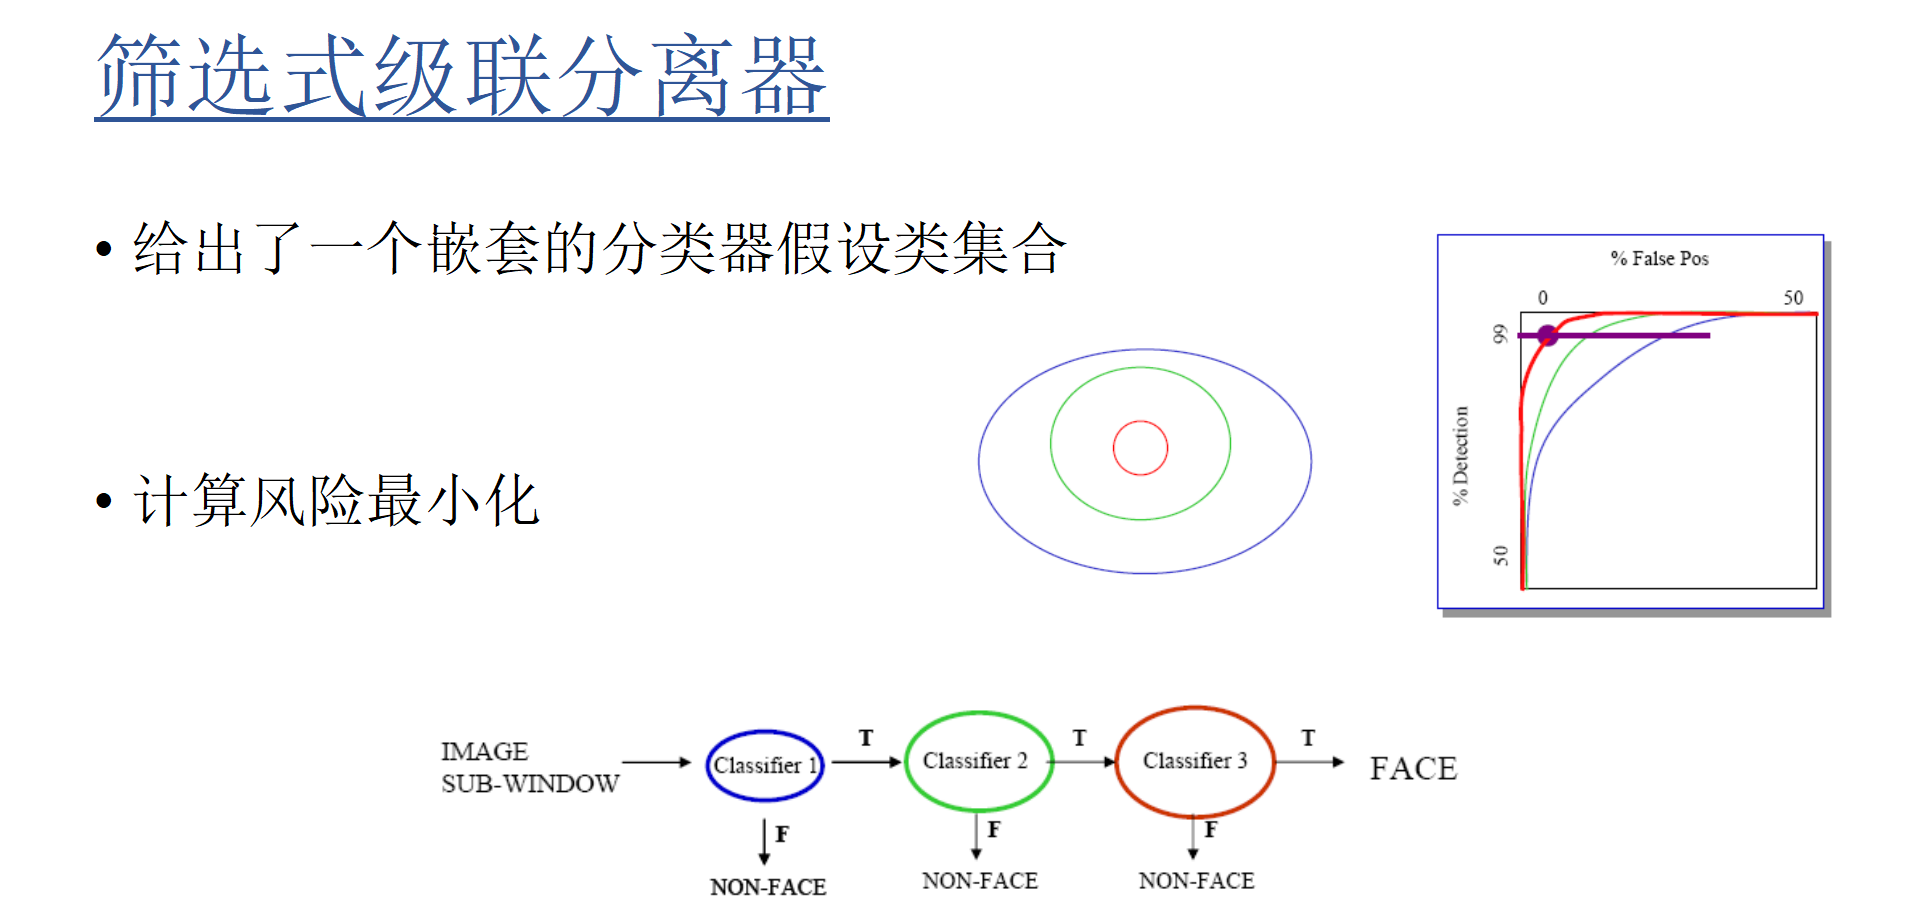 筛选式级联分离器
• 给出了一个嵌套的分类器假设类集合
• 计算风险最小化
% False Pos
0 50
99
% Detection
50
IMAGE
SUB-WINDOW
Classifier 1
T
Classifier 2
T
Classifier 3
T
FACE
F
F
F
NON-FACE
NON-FACE
NON-FACE